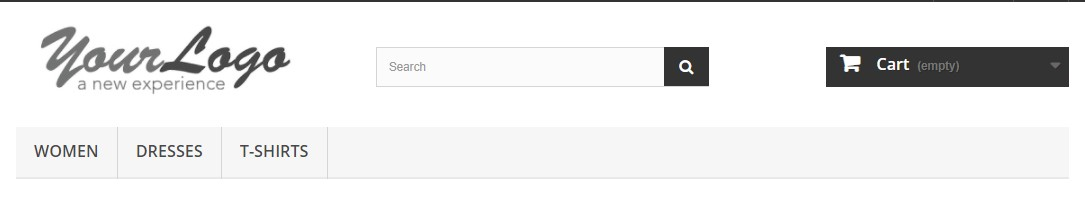 YourLogo
a new experience
Search
Cart (empty)
WOMEN DRESSES T-SHIRTS